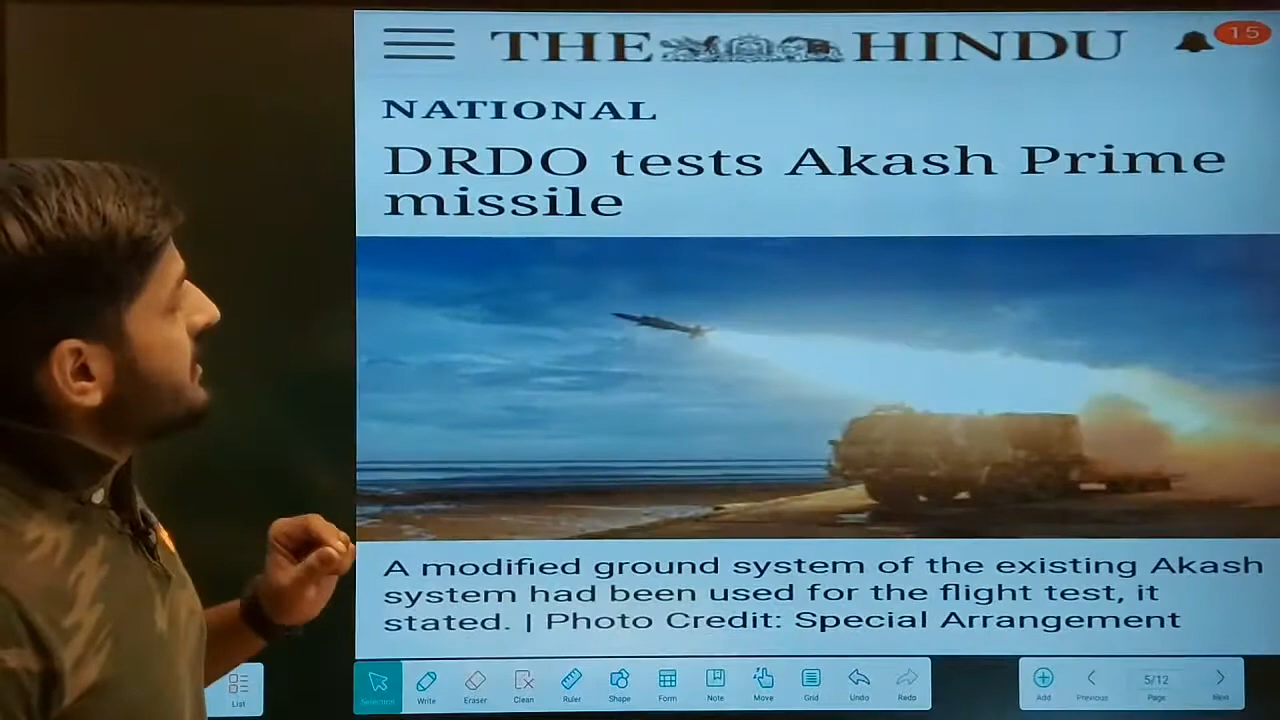 THE HINDU
15
NATIONAL
DRDO tests Akash Prime
missile
A modified ground system of the existing Akash
system had been used for the flight test, it
stated. | Photo Credit: Special Arrangement
List
Selection
Write
Eraser
Clean
Ruler
Shape
Form
Note
Move
Grid
Undo
Redo
Add
Previous
5/12
Page
Next